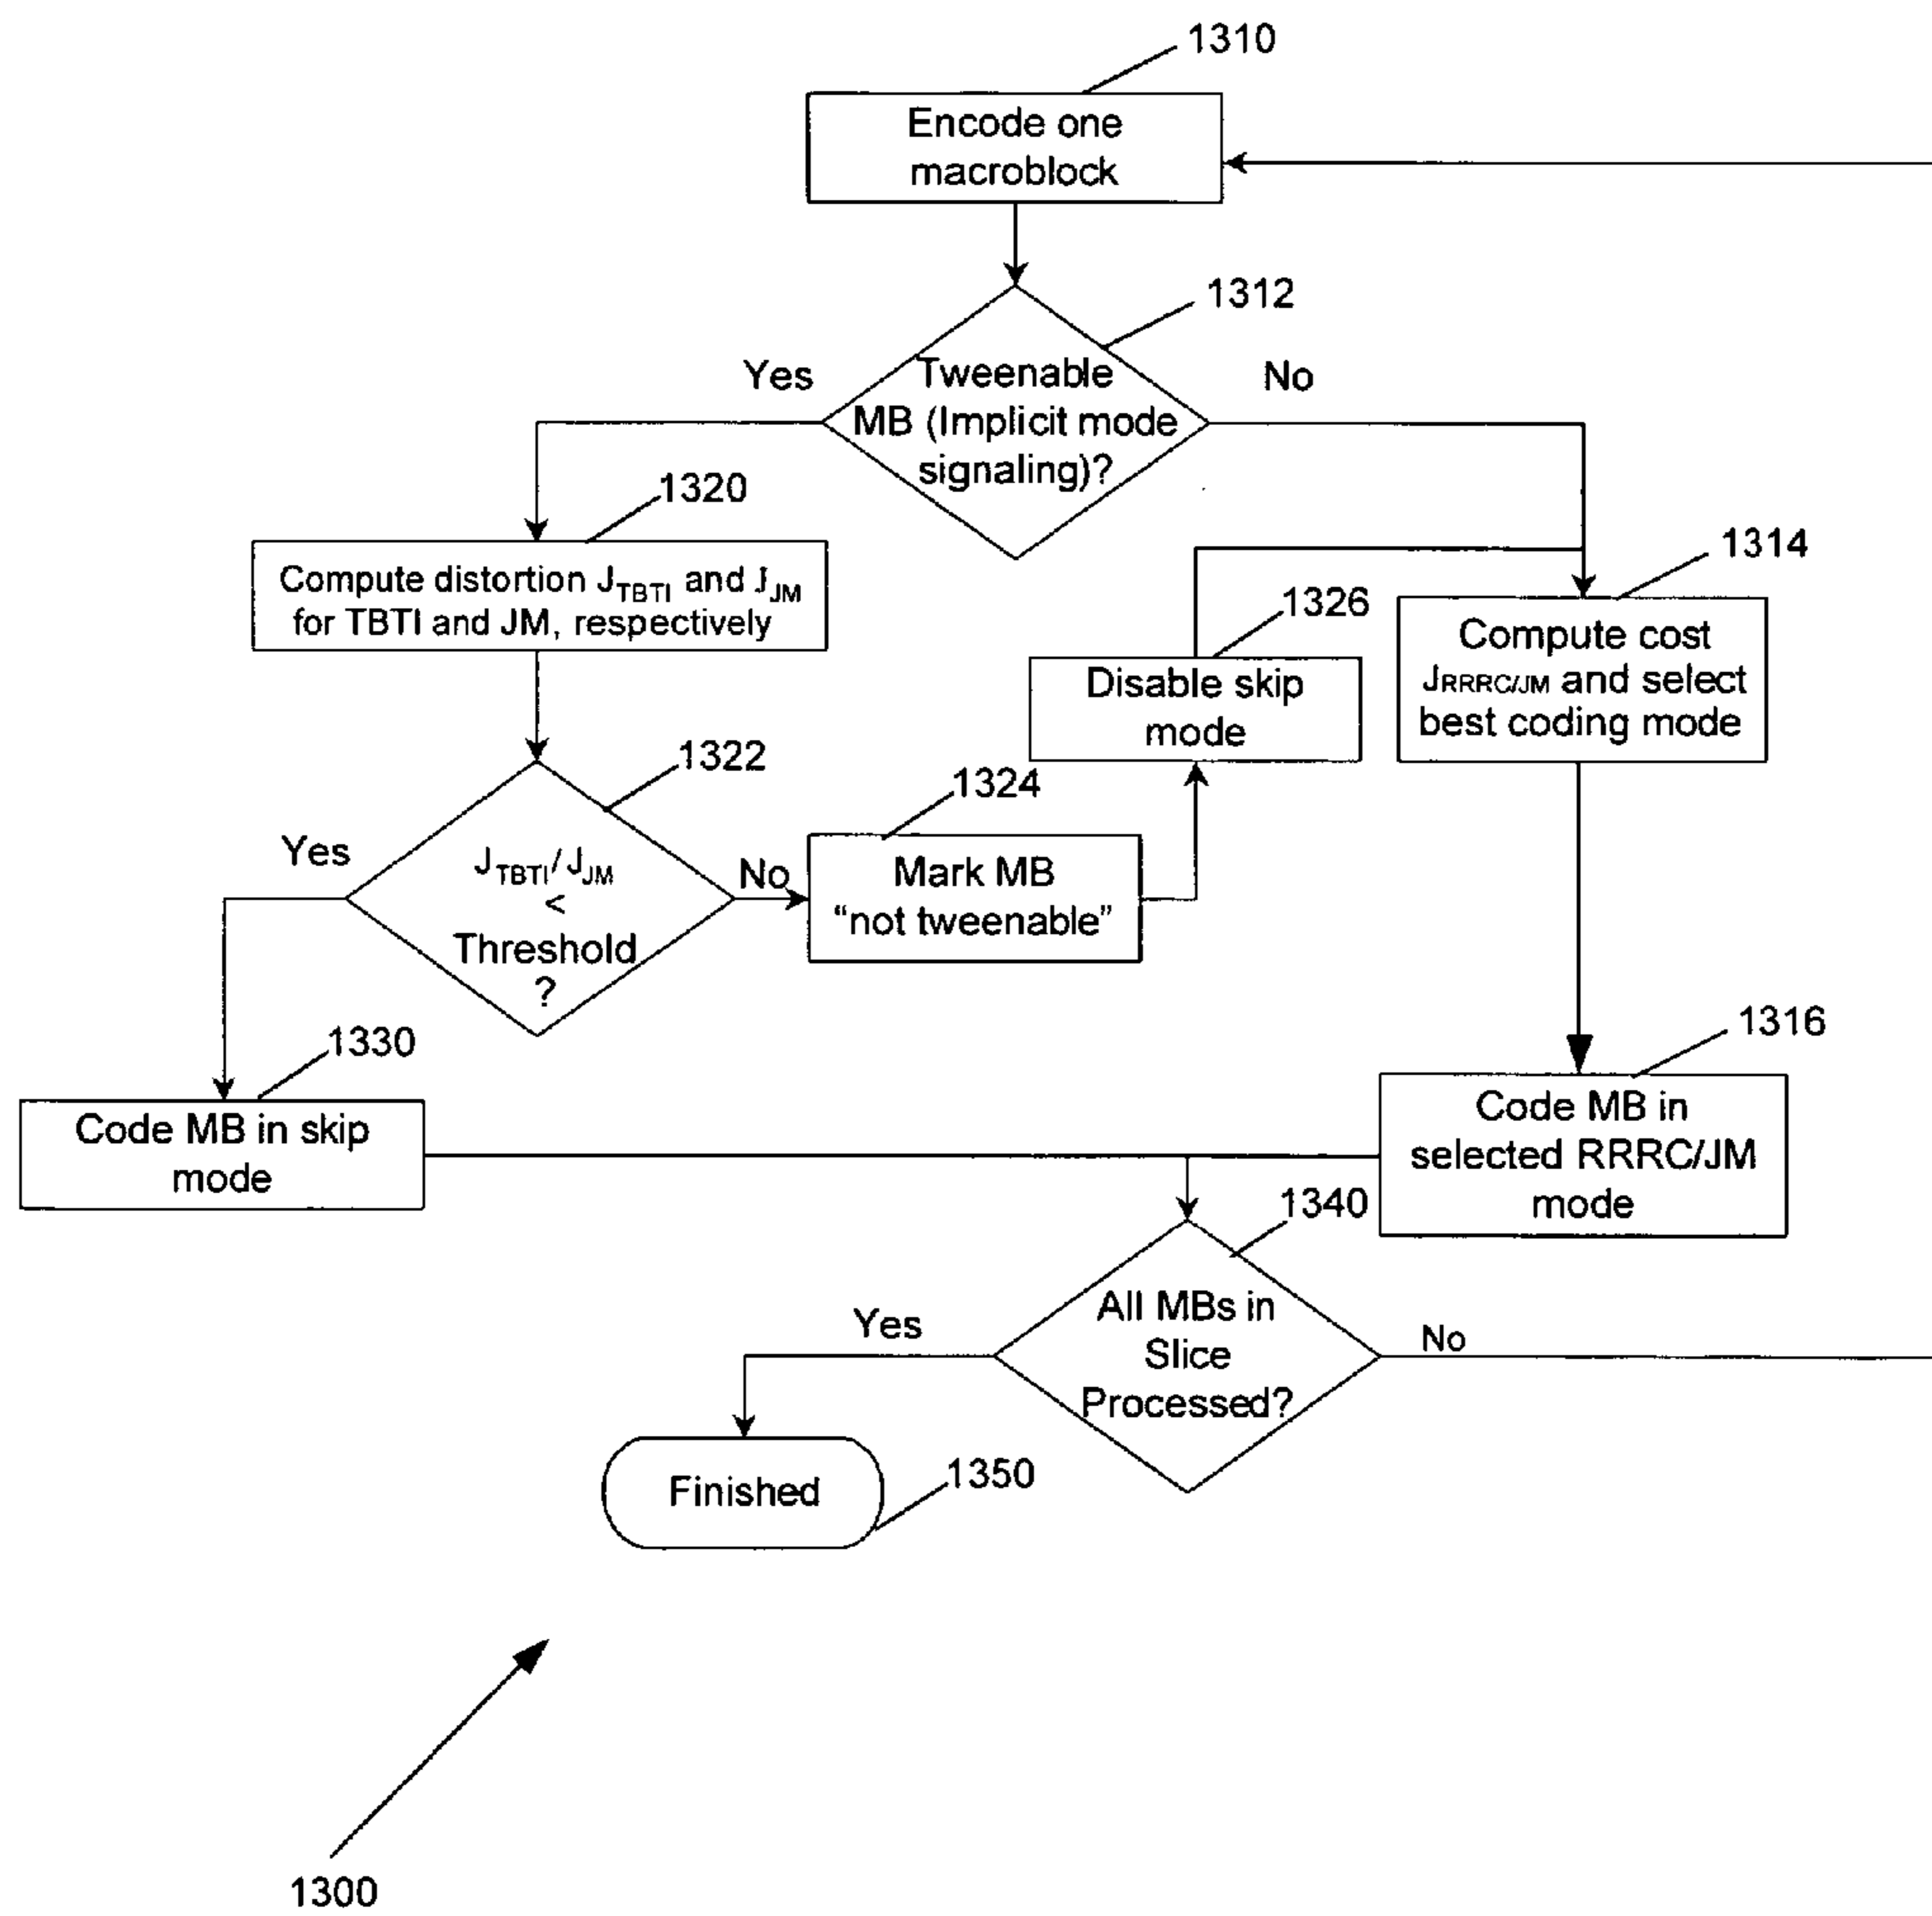 1310
Encode one
macroblock
1312
Yes
No
Tweenable
MB (Implicit mode
signaling)?
1320
Compute distortion J_TBTI and J_JM
for TBTI and JM, respectively
1314
Compute cost
J_RRRC/JM and select
best coding mode
1326
Disable skip
mode
1322
Yes
J_TBTI/J_JM
<
Threshold
?
No
1324
Mark MB
“not tweenable”
1330
Code MB in skip
mode
1316
Code MB in
selected RRRC/JM
mode
1340
All MBs in
Slice
Processed?
Yes
No
Finished
1350
1300